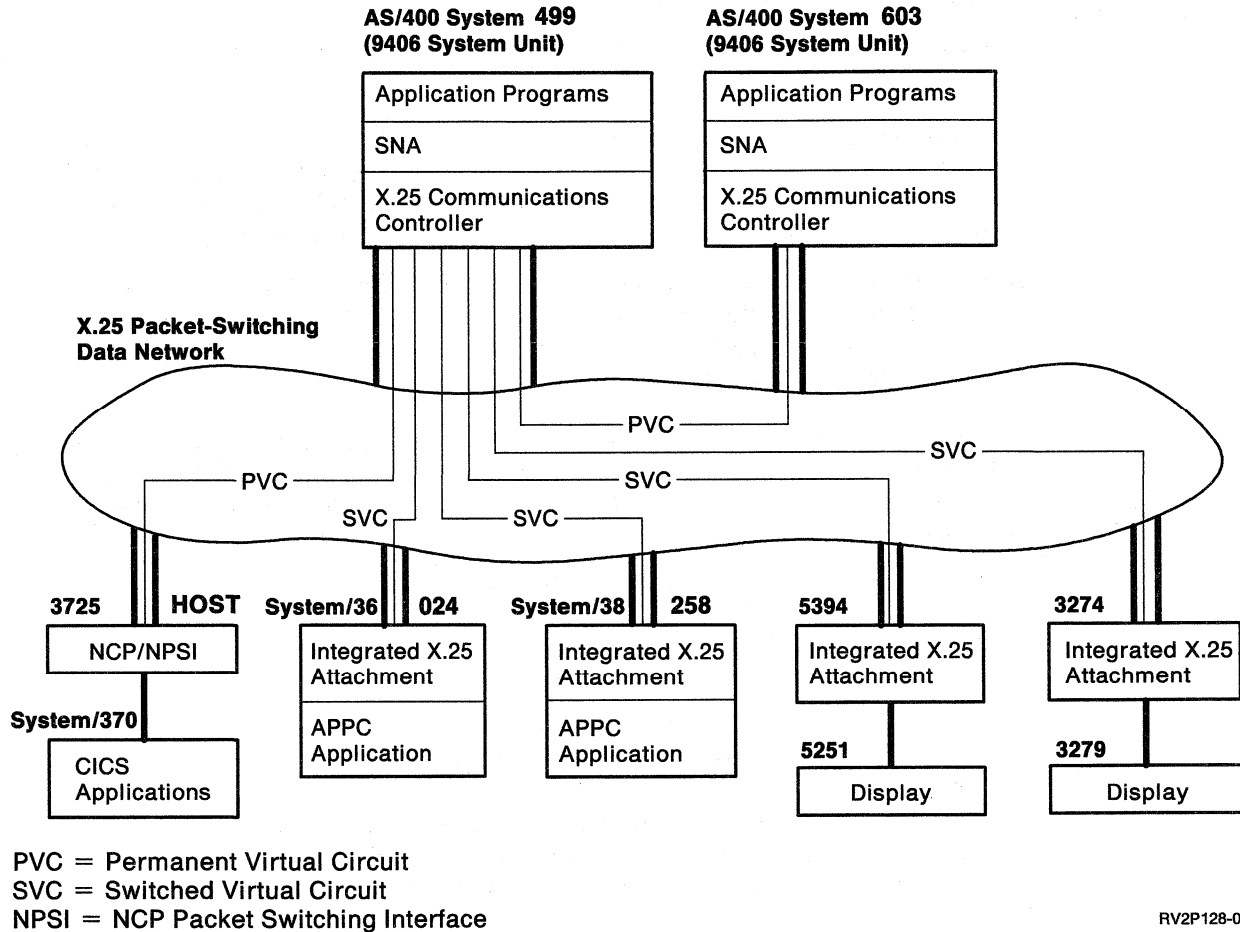 AS/400 System 499
(9406 System Unit)
AS/400 System 603
(9406 System Unit)
Application Programs
SNA
X.25 Communications
Controller
Application Programs
SNA
X.25 Communications
Controller
X.25 Packet-Switching
Data Network
PVC
SVC
PVC
SVC
SVC
SVC
3725
HOST
System/36
024
System/38
258
5394
3274
NCP/NPSI
Integrated X.25
Attachment
Integrated X.25
Attachment
Integrated X.25
Attachment
Integrated X.25
Attachment
System/370
CICS
Applications
APPC
Application
APPC
Application
5251
Display
3279
Display
PVC = Permanent Virtual Circuit
SVC = Switched Virtual Circuit
NPSI = NCP Packet Switching Interface
RV2P128-0